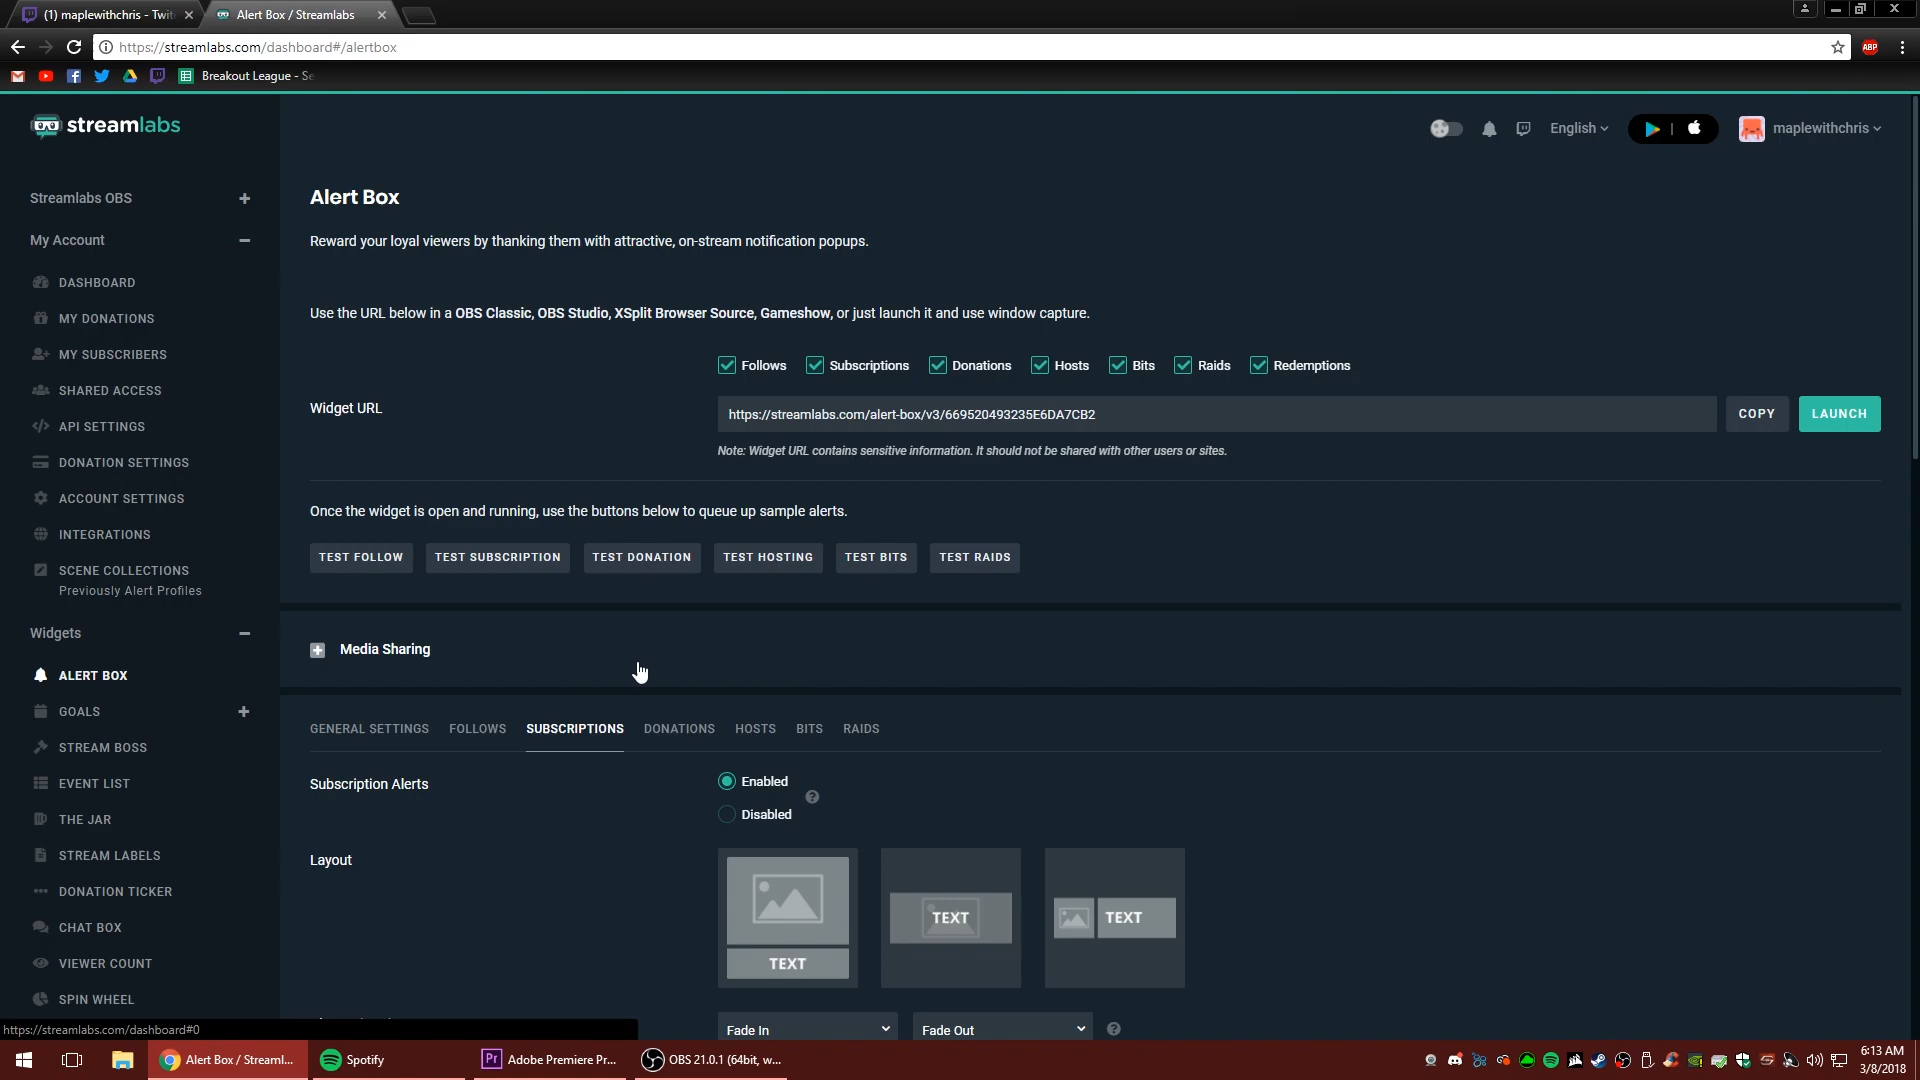 (1) maplewithchris - Twit
Alert Box / Streamlabs
https://streamlabs.com/dashboard#/alertbox
ABP
Breakout League - Se
streamlabs
English
maplewithchris
Streamlabs OBS
My Account
DASHBOARD
MY DONATIONS
MY SUBSCRIBERS
SHARED ACCESS
API SETTINGS
DONATION SETTINGS
ACCOUNT SETTINGS
INTEGRATIONS
SCENE COLLECTIONS
Previously Alert Profiles
Widgets
ALERT BOX
GOALS
STREAM BOSS
EVENT LIST
THE JAR
STREAM LABELS
DONATION TICKER
CHAT BOX
VIEWER COUNT
SPIN WHEEL
Alert Box
Reward your loyal viewers by thanking them with attractive, on-stream notification popups.
Use the URL below in a OBS Classic, OBS Studio, XSplit Browser Source, Gameshow, or just launch it and use window capture.
Follows Subscriptions Donations Hosts Bits Raids Redemptions
Widget URL
https://streamlabs.com/alert-box/v3/669520493235E6DA7CB2
COPY
LAUNCH
Note: Widget URL contains sensitive information. It should not be shared with other users or sites.
Once the widget is open and running, use the buttons below to queue up sample alerts.
TEST FOLLOW TEST SUBSCRIPTION TEST DONATION TEST HOSTING TEST BITS TEST RAIDS
Media Sharing
GENERAL SETTINGS FOLLOWS SUBSCRIPTIONS DONATIONS HOSTS BITS RAIDS
Subscription Alerts
Enabled
Disabled
Layout
TEXT
TEXT
TEXT
Fade In
Fade Out
https://streamlabs.com/dashboard#0
Alert Box / Streaml...
Spotify
Pr
Adobe Premiere Pr...
OBS 21.0.1 (64bit, w...
6:13 AM
3/8/2018